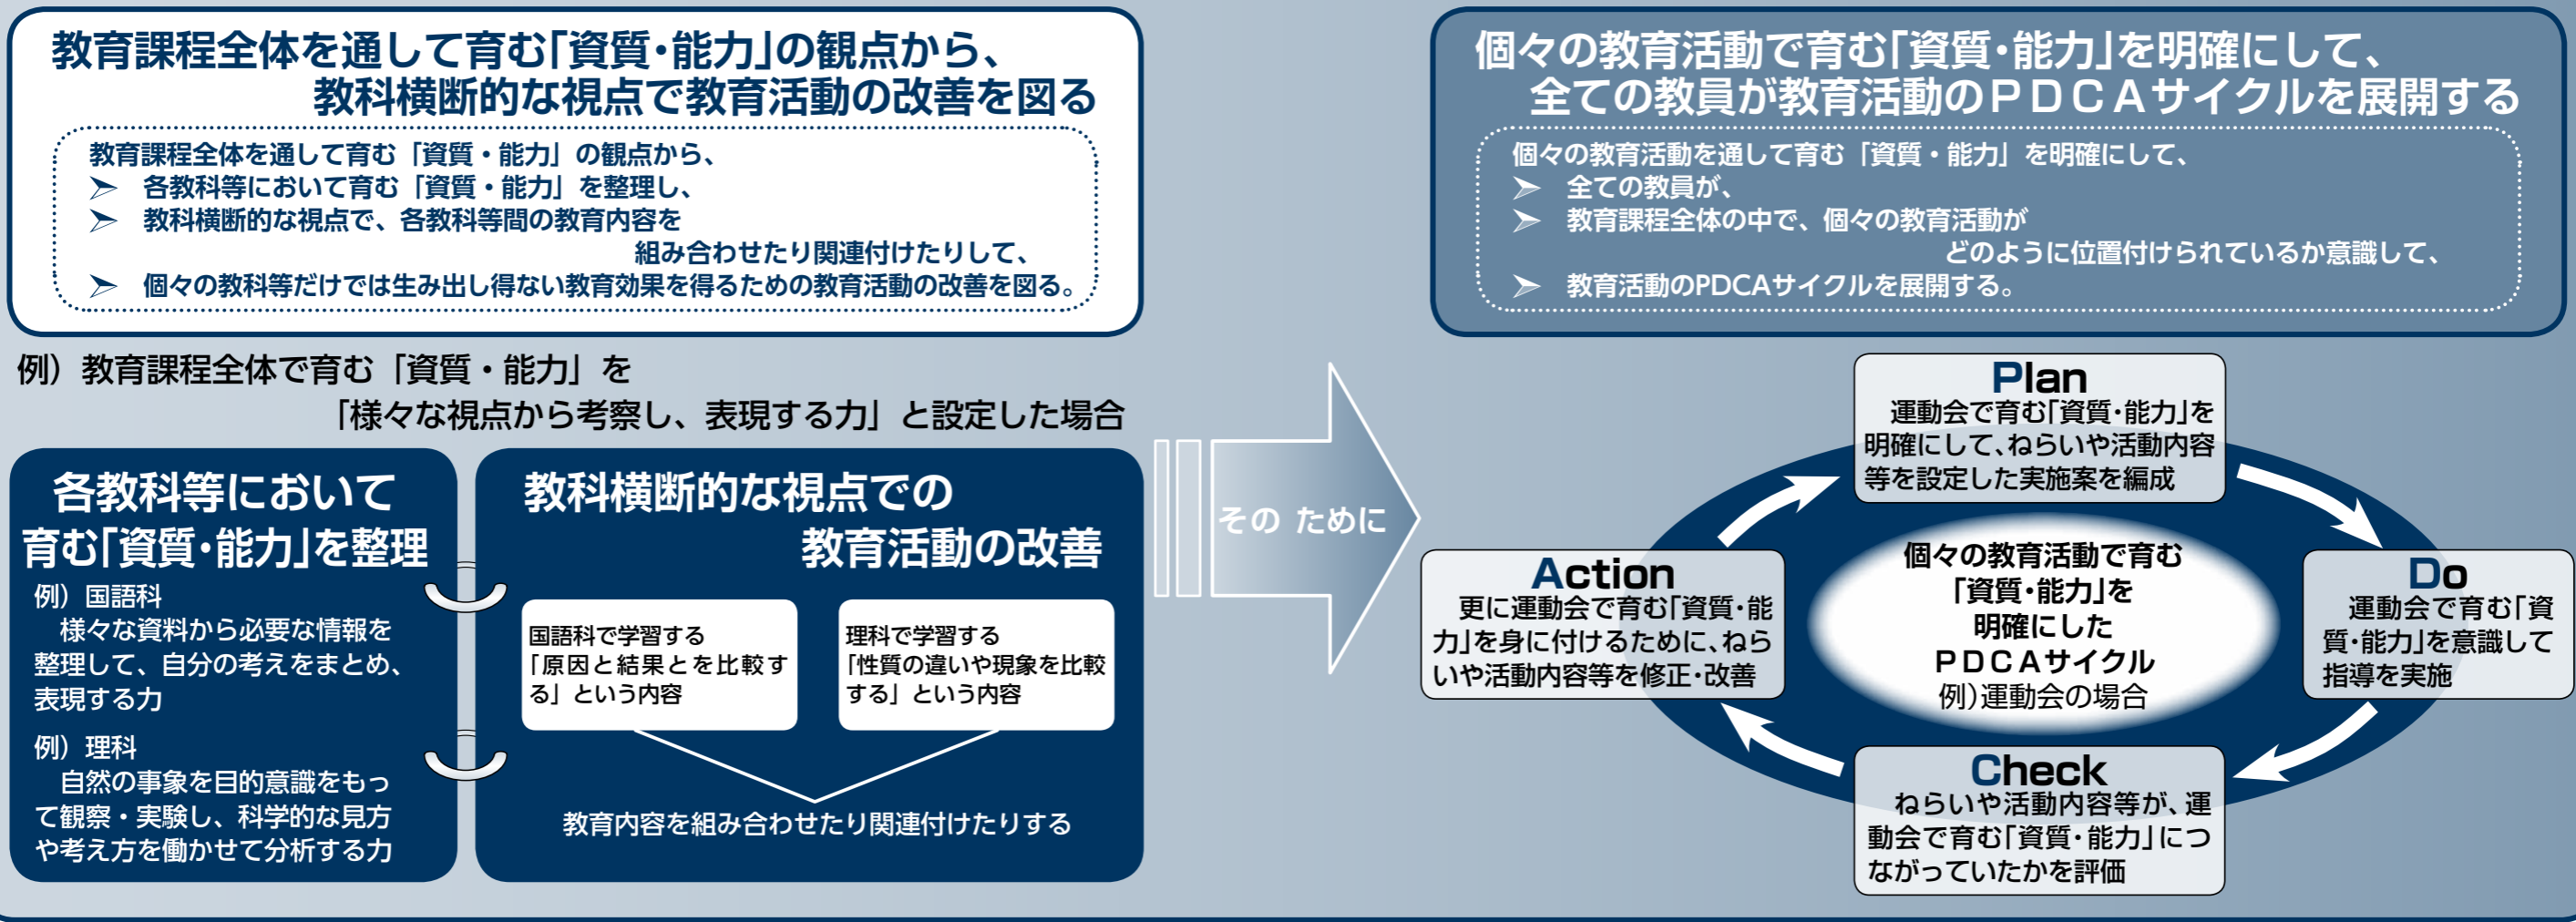 教育課程全体を通して育む「資質・能力」の観点から、
教科横断的な視点で教育活動の改善を図る
教育課程全体を通して育む「資質・能力」の観点から、
➢ 各教科等において育む「資質・能力」を整理し、
➢ 教科横断的な視点で、各教科等間の教育内容を
組み合わせたり関連付けたりして、
➢ 個々の教科等だけでは生み出し得ない教育効果を得るための教育活動の改善を図る。
例）教育課程全体で育む「資質・能力」を
「様々な視点から考察し、表現する力」と設定した場合
各教科等において
育む「資質・能力」を整理
例）国語科
様々な資料から必要な情報を
整理して、自分の考えをまとめ、
表現する力
例）理科
自然の事象を目的意識をもっ
て観察・実験し、科学的な見方
や考え方を働かせて分析する力
教科横断的な視点での
教育活動の改善
国語科で学習する
「原因と結果とを比較す
る」という内容
理科で学習する
「性質の違いや現象を比較
する」という内容
教育内容を組み合わせたり関連付けたりする
その ために
個々の教育活動で育む「資質・能力」を明確にして、
全ての教員が教育活動のＰＤＣＡサイクルを展開する
個々の教育活動を通して育む「資質・能力」を明確にして、
➢ 全ての教員が、
➢ 教育課程全体の中で、個々の教育活動が
どのように位置付けられているか意識して、
➢ 教育活動のPDCAサイクルを展開する。
Plan
運動会で育む「資質・能力」を
明確にして、ねらいや活動内容
等を設定した実施案を編成
Do
運動会で育む「資
質・能力」を意識して
指導を実施
Check
ねらいや活動内容等が、運
動会で育む「資質・能力」につ
ながっていたかを評価
Action
更に運動会で育む「資質・能
力」を身に付けるために、ねら
いや活動内容等を修正・改善
個々の教育活動で育む
「資質・能力」を
明確にした
ＰＤＣＡサイクル
例）運動会の場合